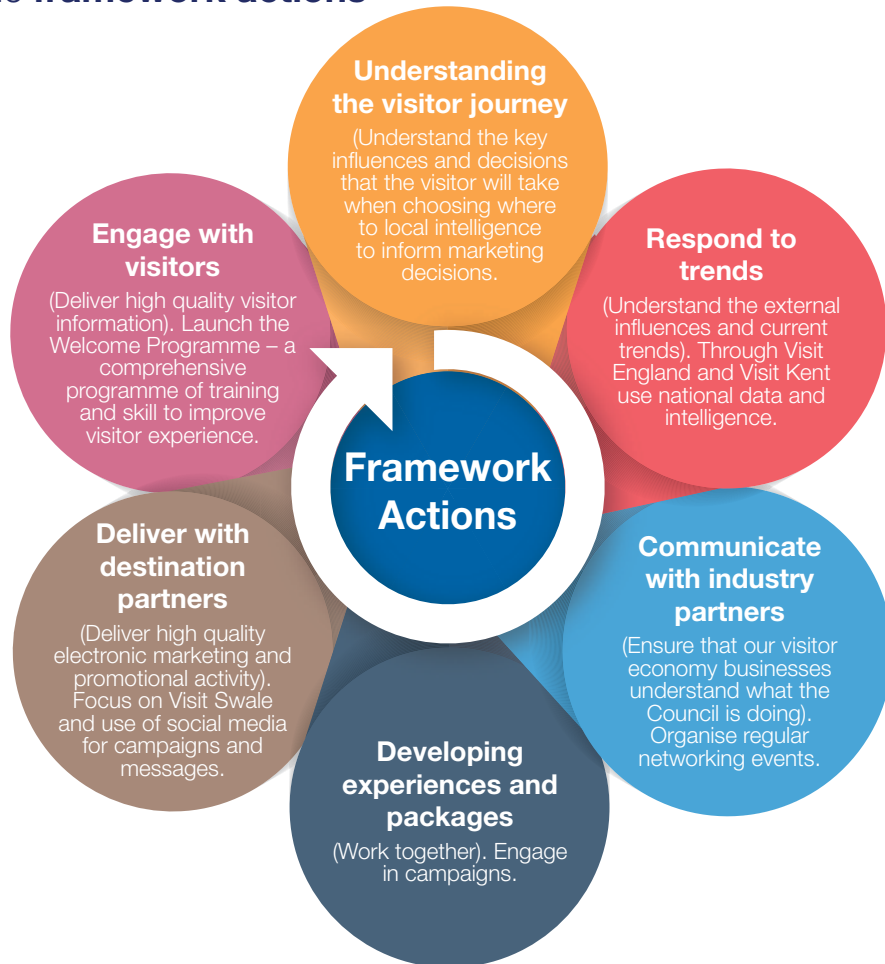 framework actions
Understanding
the visitor journey
(Understand the key
influences and decisions
that the visitor will take
when choosing where
to local intelligence
to inform marketing
decisions.
Respond to
trends
(Understand the external
influences and current
trends). Through Visit
England and Visit Kent
use national data and
intelligence.
Communicate
with industry
partners
(Ensure that our visitor
economy businesses
understand what the
Council is doing).
Organise regular
networking events.
Developing
experiences and
packages
(Work together). Engage
in campaigns.
Deliver with
destination
partners
(Deliver high quality
electronic marketing and
promotional activity).
Focus on Visit Swale
and use of social media
for campaigns and
messages.
Engage with
visitors
(Deliver high quality visitor
information). Launch the
Welcome Programme – a
comprehensive
programme of training
and skill to improve
visitor experience.
Framework
Actions